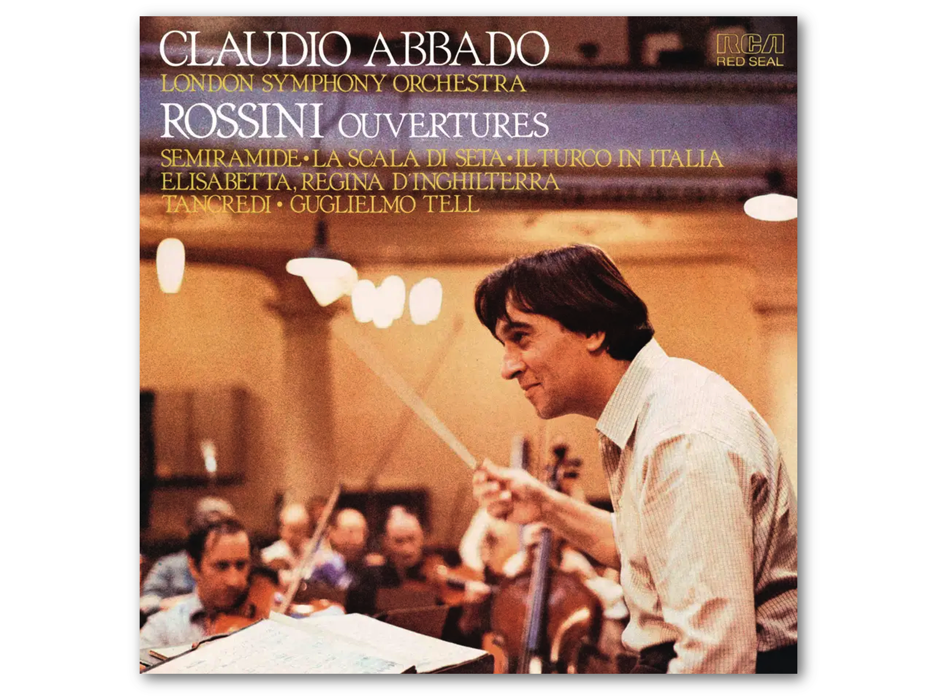 CLAUDIO ABBADO
RCA
RED SEAL
LONDON SYMPHONY ORCHESTRA
ROSSINI OUVERTURES
SEMIRAMIDE•LA SCALA DI SETA•IL TURCO IN ITALIA
ELISABETTA, REGINA D'INGHILTERRA
TANCREDI • GUGLIELMO TELL